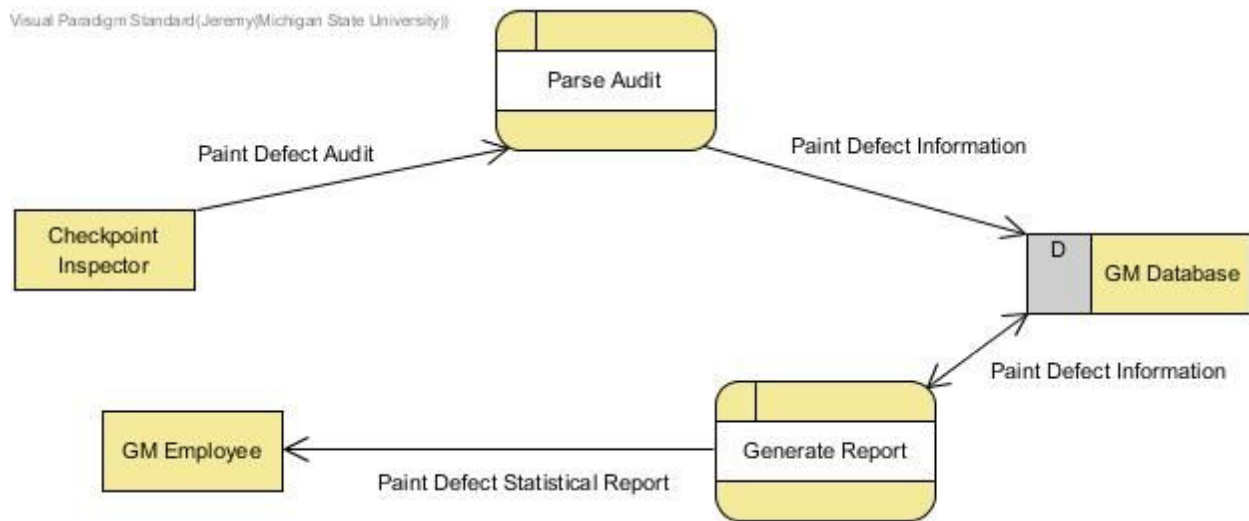 Visual Paradigm Standard(Jeremy(Michigan State University))
Parse Audit
Paint Defect Audit
Paint Defect Information
Checkpoint
Inspector
D
GM Database
Paint Defect Information
GM Employee
Generate Report
Paint Defect Statistical Report